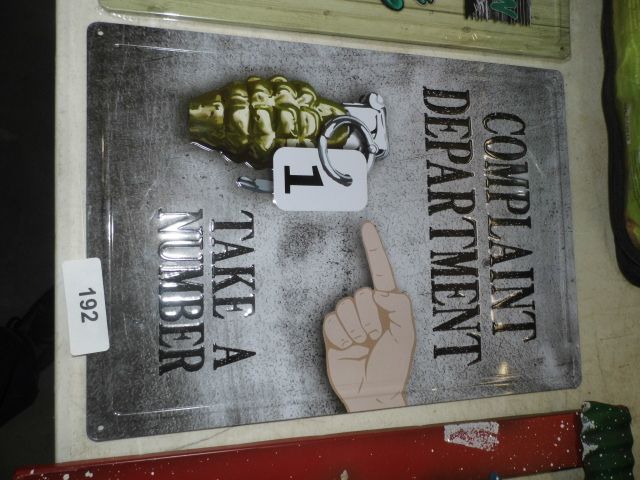 COMPLAINT
DEPARTMENT
1
TAKE A
NUMBER
192